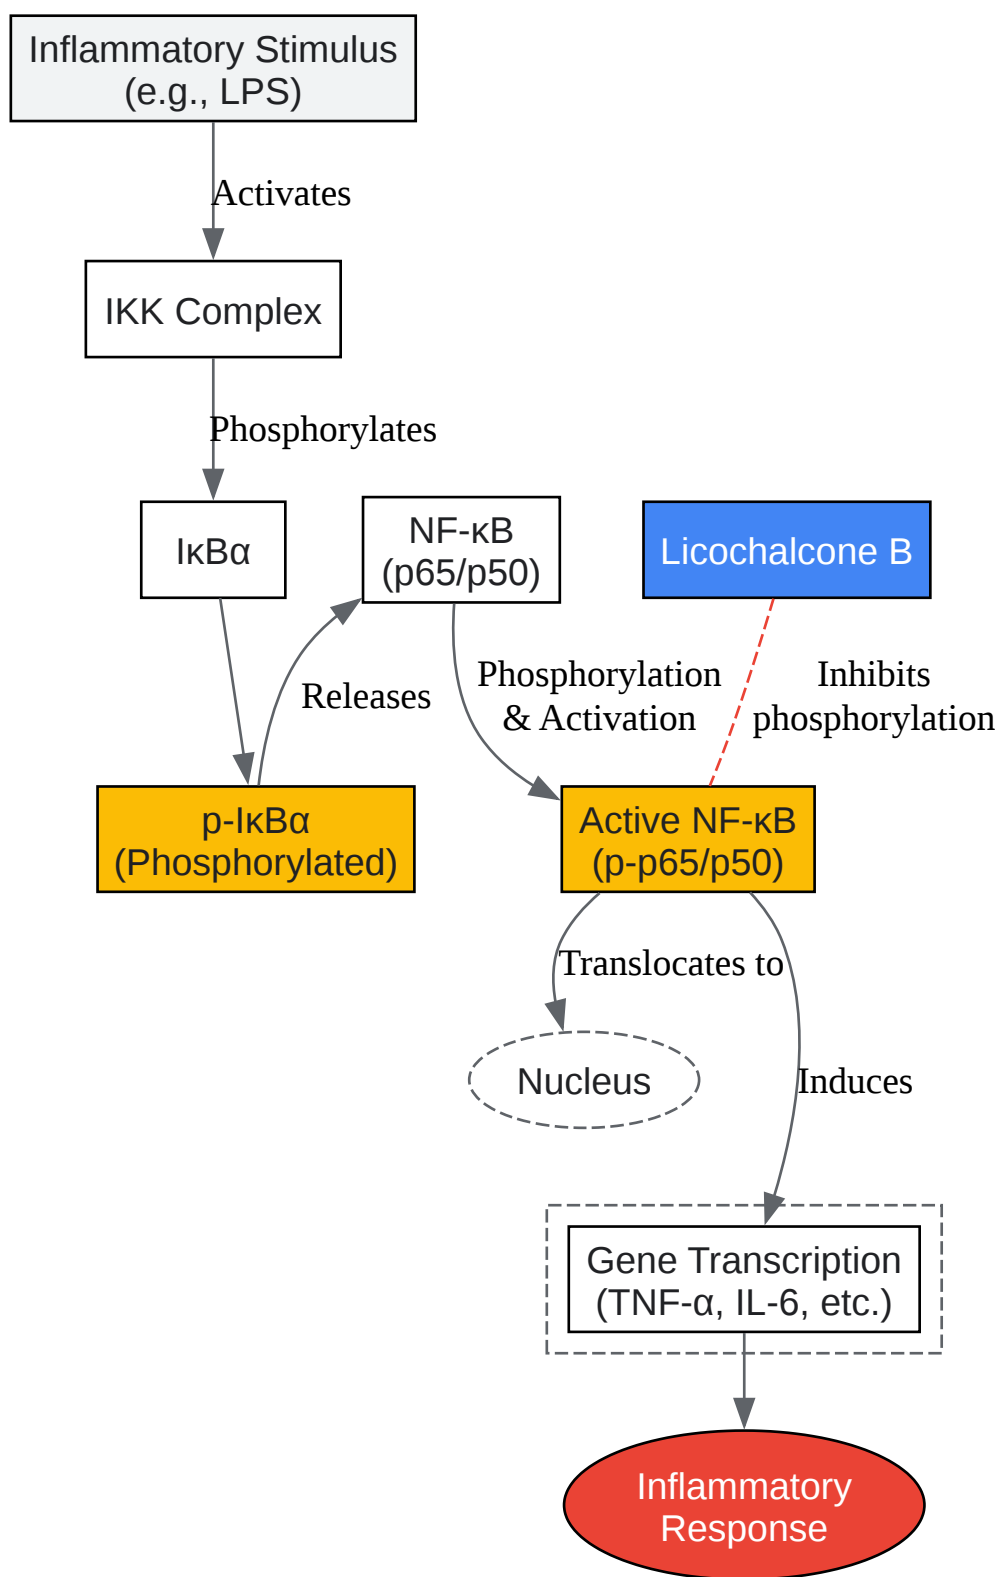 Inflammatory Stimulus
(e.g., LPS)
Activates
IKK Complex
Phosphorylates
IκBα
NF-κB
(p65/p50)
Licochalcone B
Releases
Phosphorylation
& Activation
Inhibits
phosphorylation
p-IκBα
(Phosphorylated)
Active NF-κB
(p-p65/p50)
Translocates to
Nucleus
Induces
Gene Transcription
(TNF-α, IL-6, etc.)
Inflammatory
Response